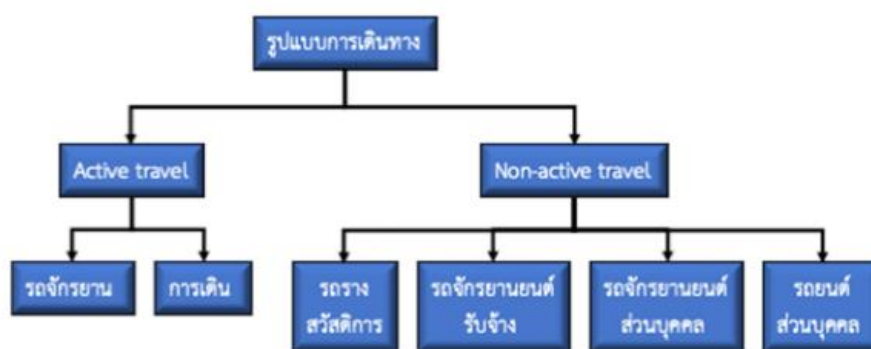 รูปแบบการเดินทาง
Active travel
Non-active travel
รถจักรยาน
การเดิน
รถราง
สวัสดิการ
รถจักรยานยนต์
รับจ้าง
รถจักรยานยนต์
ส่วนบุคคล
รถยนต์
ส่วนบุคคล